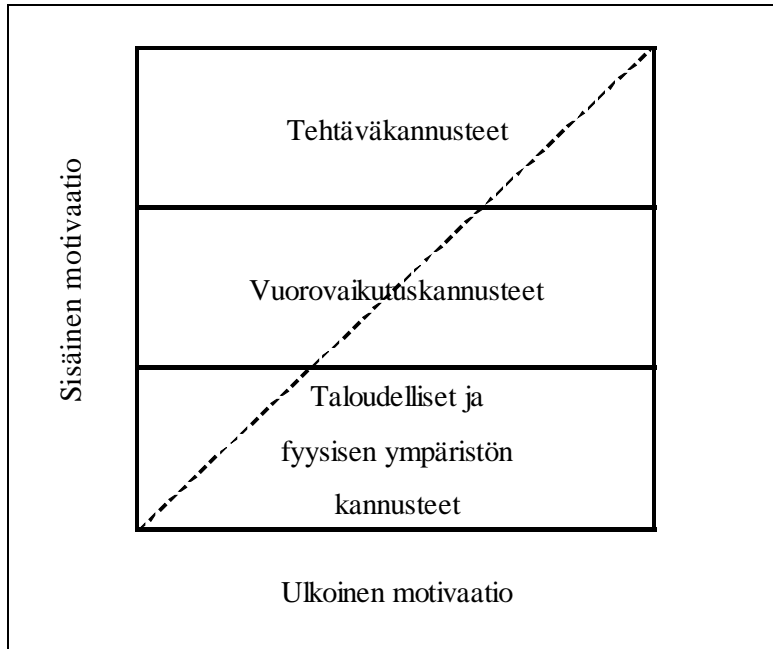 Tehtäväkannusteet
Sisäinen motivaatio
Vuorovaikutuskannusteet
Taloudelliset ja
fyysisen ympäristön
kannusteet
Ulkoinen motivaatio